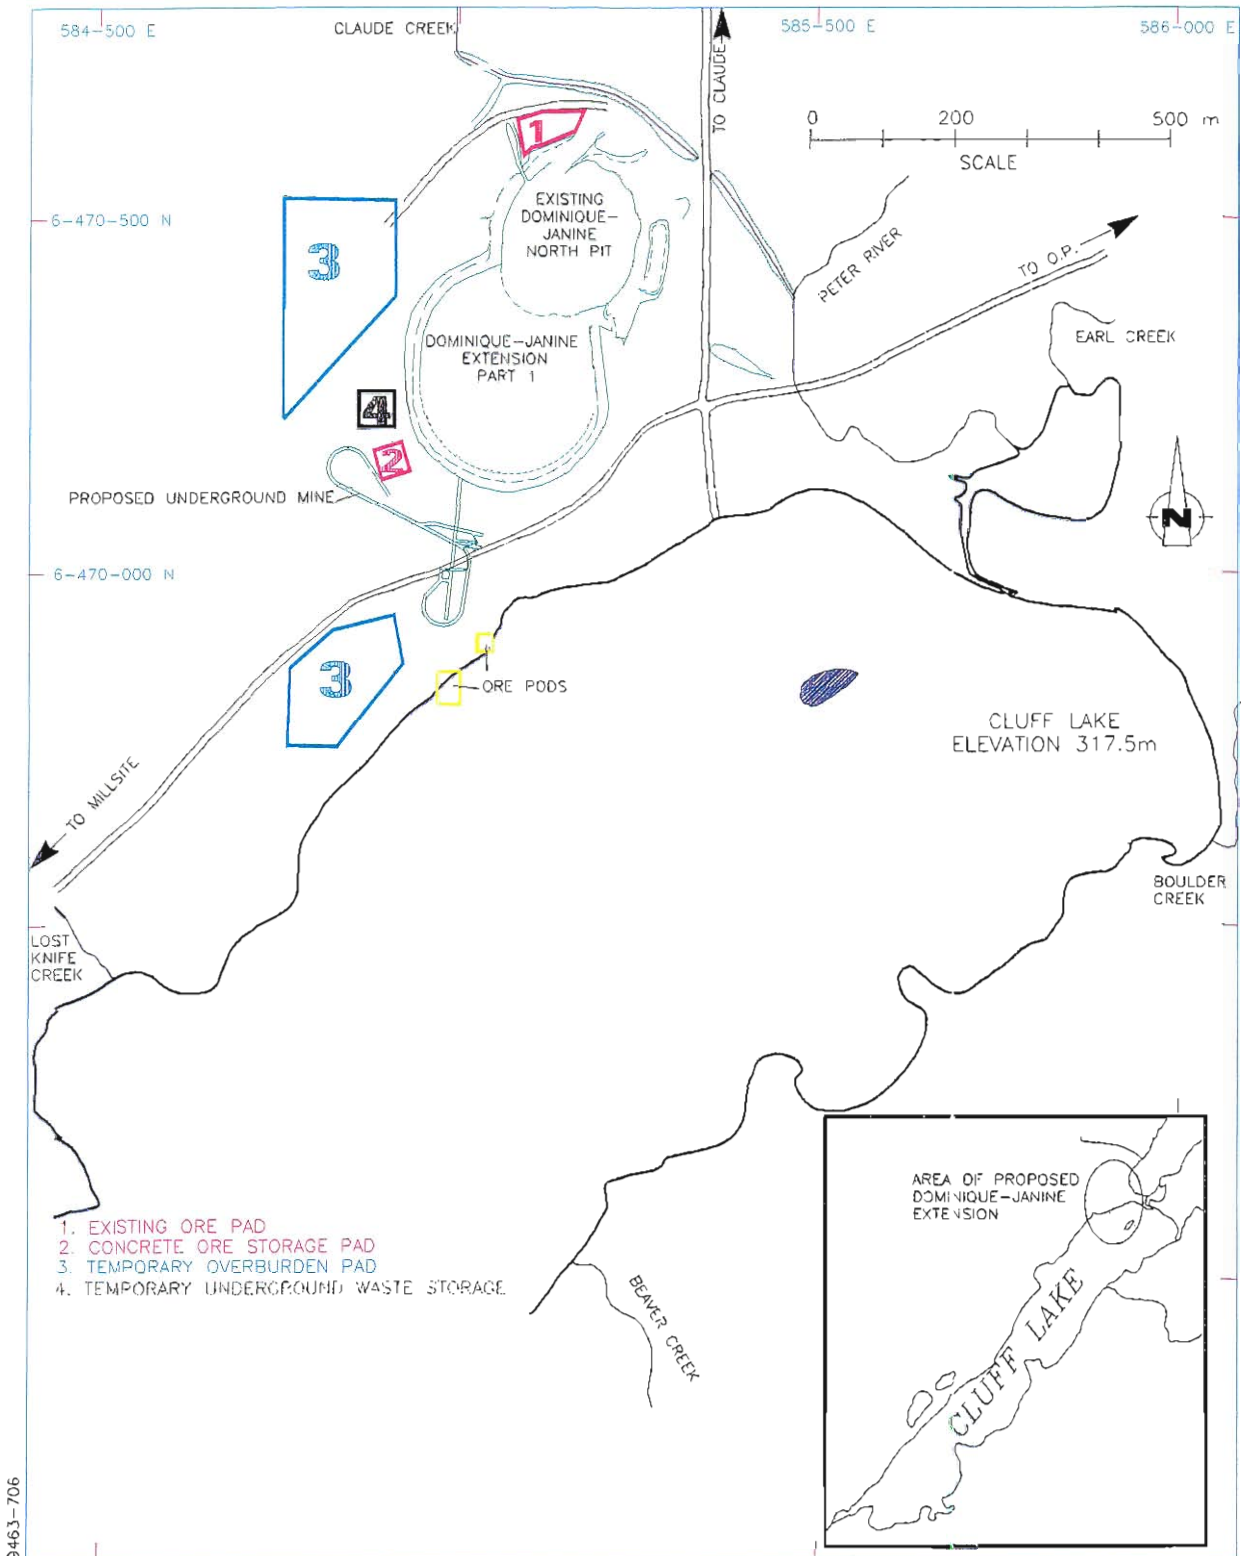 584-500 E
CLAUDE CREEK
585-500 E
586-000 E
TO CLAUDE
0 200 500 m
SCALE
1
EXISTING
DOMINIQUE-
JANINE
NORTH PIT
6-470-500 N
3
PETER RIVER
TO O.P.
EARL CREEK
DOMINIQUE-JANINE
EXTENSION
PART 1
4
2
PROPOSED UNDERGROUND MINE
N
6-470-000 N
3
ORE PODS
CLUFF LAKE
ELEVATION 317.5m
TO MILLSITE
BOULDER
CREEK
LOST
KNIFE
CREEK
AREA OF PROPOSED
DOMINIQUE-JANINE
EXTENSION
1. EXISTING ORE PAD
2. CONCRETE ORE STORAGE PAD
3. TEMPORARY OVERBURDEN PAD
4. TEMPORARY UNDERGROUND WASTE STORAGE
BEAVER CREEK
CLUFF LAKE
9463-706